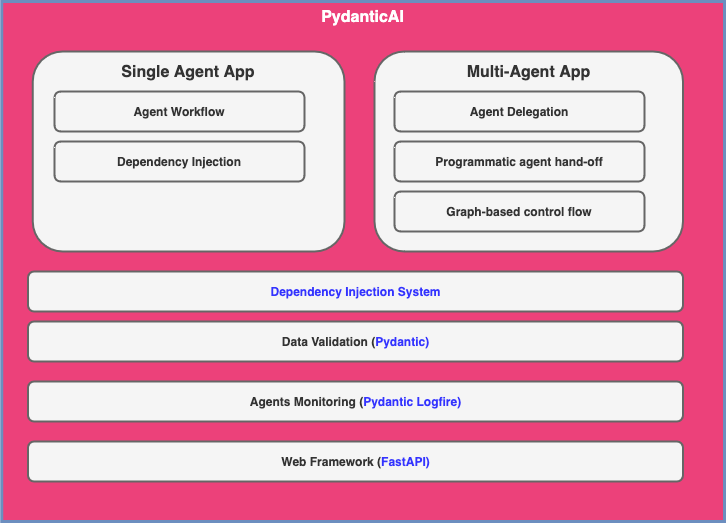 PydanticAI
Single Agent App
Agent Workflow
Dependency Injection
Multi-Agent App
Agent Delegation
Programmatic agent hand-off
Graph-based control flow
Dependency Injection System
Data Validation (Pydantic)
Agents Monitoring (Pydantic Logfire)
Web Framework (FastAPI)